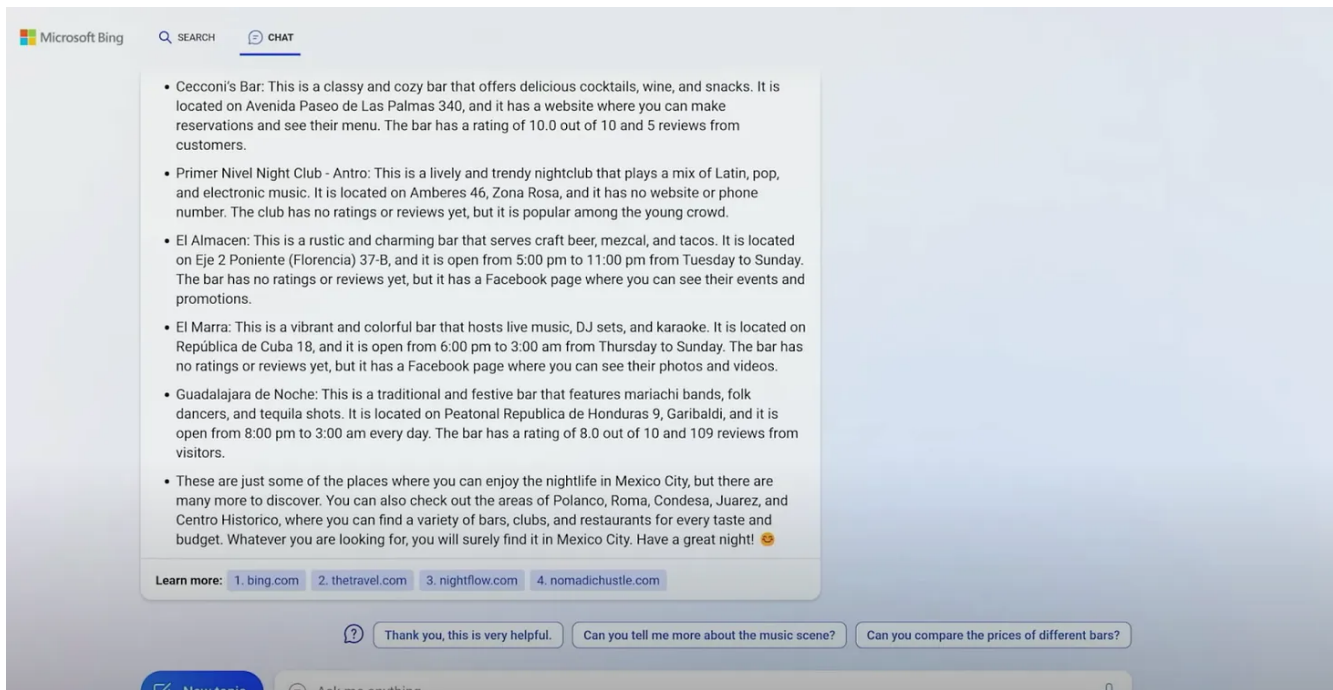 Microsoft Bing
SEARCH
CHAT
• Cecconi's Bar: This is a classy and cozy bar that offers delicious cocktails, wine, and snacks. It is
located on Avenida Paseo de Las Palmas 340, and it has a website where you can make
reservations and see their menu. The bar has a rating of 10.0 out of 10 and 5 reviews from
customers.
• Primer Nivel Night Club - Antro: This is a lively and trendy nightclub that plays a mix of Latin, pop,
and electronic music. It is located on Amberes 46, Zona Rosa, and it has no website or phone
number. The club has no ratings or reviews yet, but it is popular among the young crowd.
• El Almacen: This is a rustic and charming bar that serves craft beer, mezcal, and tacos. It is located
on Eje 2 Poniente (Florencia) 37-B, and it is open from 5:00 pm to 11:00 pm from Tuesday to Sunday.
The bar has no ratings or reviews yet, but it has a Facebook page where you can see their events and
promotions.
• El Marra: This is a vibrant and colorful bar that hosts live music, DJ sets, and karaoke. It is located on
República de Cuba 18, and it is open from 6:00 pm to 3:00 am from Thursday to Sunday. The bar has
no ratings or reviews yet, but it has a Facebook page where you can see their photos and videos.
• Guadalajara de Noche: This is a traditional and festive bar that features mariachi bands, folk
dancers, and tequila shots. It is located on Peatonal Republica de Honduras 9, Garibaldi, and it is
open from 8:00 pm to 3:00 am every day. The bar has a rating of 8.0 out of 10 and 109 reviews from
visitors.
• These are just some of the places where you can enjoy the nightlife in Mexico City, but there are
many more to discover. You can also check out the areas of Polanco, Roma, Condesa, Juarez, and
Centro Historico, where you can find a variety of bars, clubs, and restaurants for every taste and
budget. Whatever you are looking for, you will surely find it in Mexico City. Have a great night! 😊
Learn more: 1. bing.com 2. thetravel.com 3. nightflow.com 4. nomadichustle.com
Thank you, this is very helpful. Can you tell me more about the music scene? Can you compare the prices of different bars?
New topic
Ask me anything